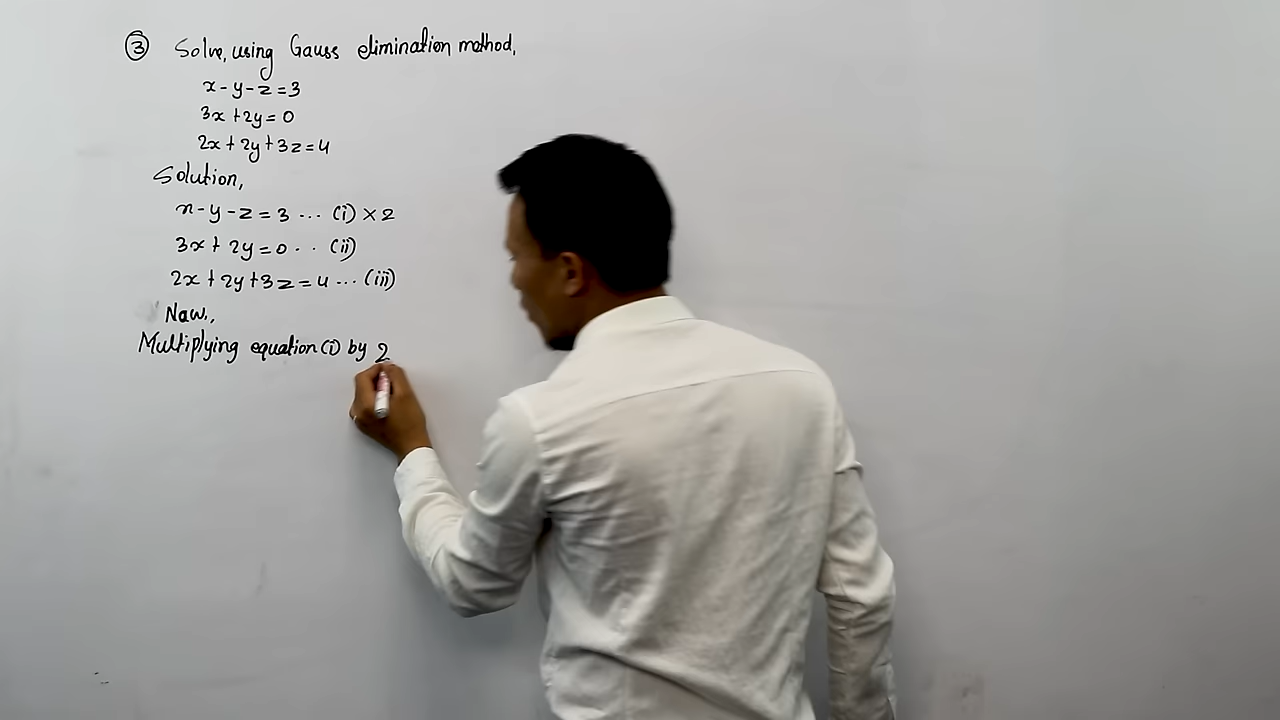 ③ Solve, using Gauss elimination method,
x - y - z = 3
3x + 2y = 0
2x + 2y + 3z = 4
Solution,
x - y - z = 3 ... (i) × 2
3x + 2y = 0 .. (ii)
2x + 2y + 3z = 4 ... (iii)
Now.,
Multiplying equation (i) by 2